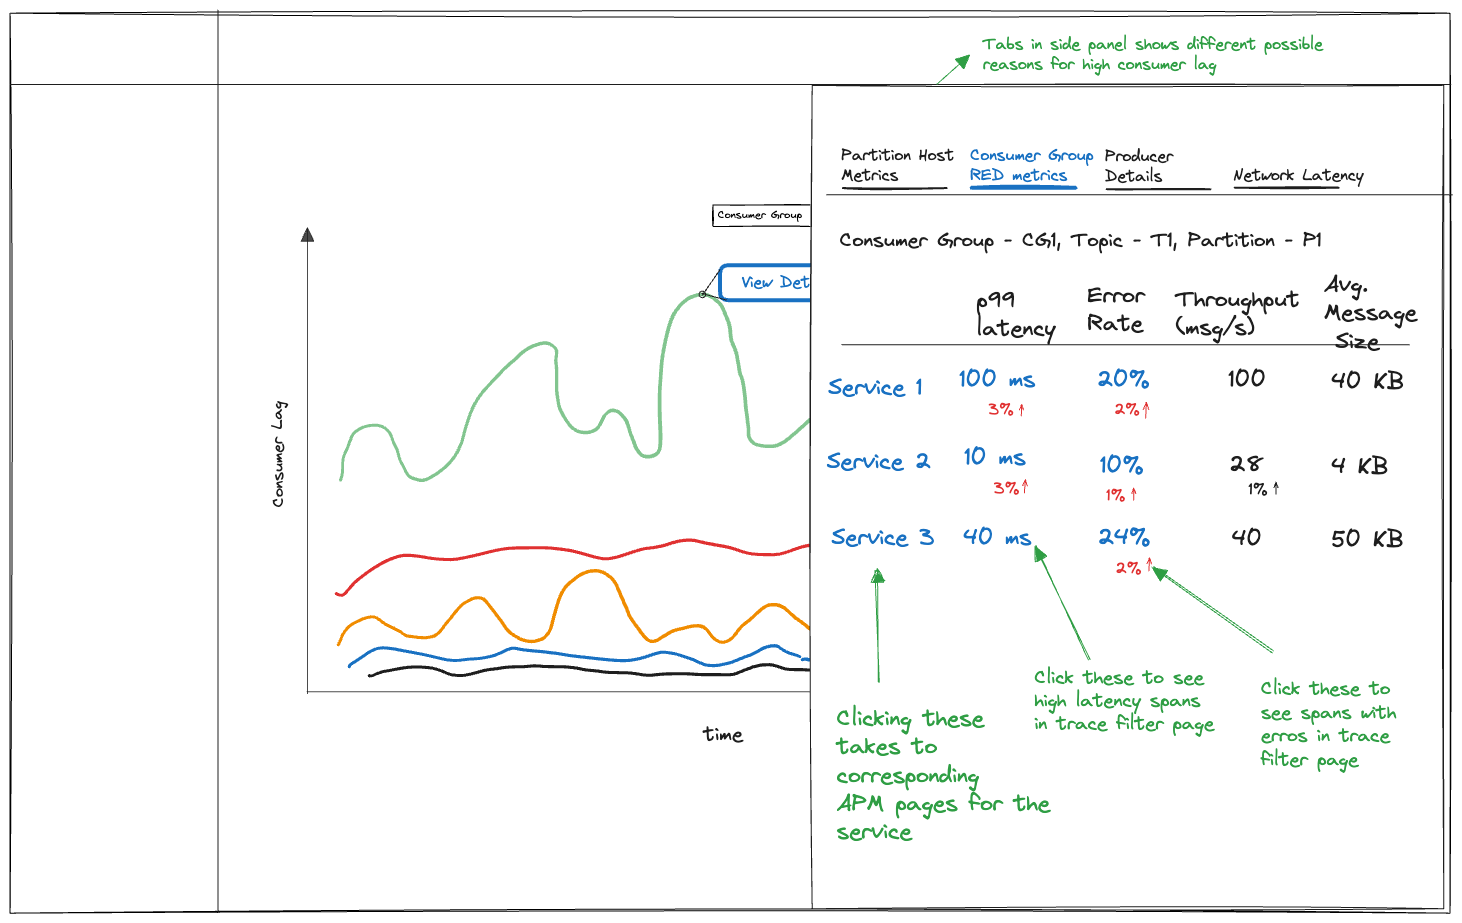 Tabs in side panel shows different possible
reasons for high consumer lag
Partition Host
Metrics
Consumer Group
RED metrics
Producer
Details
Network Latency
Consumer Group
View Det
Consumer Lag
time
Consumer Group - CG1, Topic - T1, Partition - P1
p99
latency
Error
Rate
Throughput
(msg/s)
Avg.
Message
Size
Service 1 100 ms 20% 100 40 KB
3%↑ 2%↑
Service 2 10 ms 10% 28 4 KB
3%↑ 1%↑ 1%↑
Service 3 40 ms 24% 40 50 KB
2%↑
Clicking these
takes to
corresponding
APM pages for the
service
Click these to see
high latency spans
in trace filter page
Click these to
see spans with
erros in trace
filter page